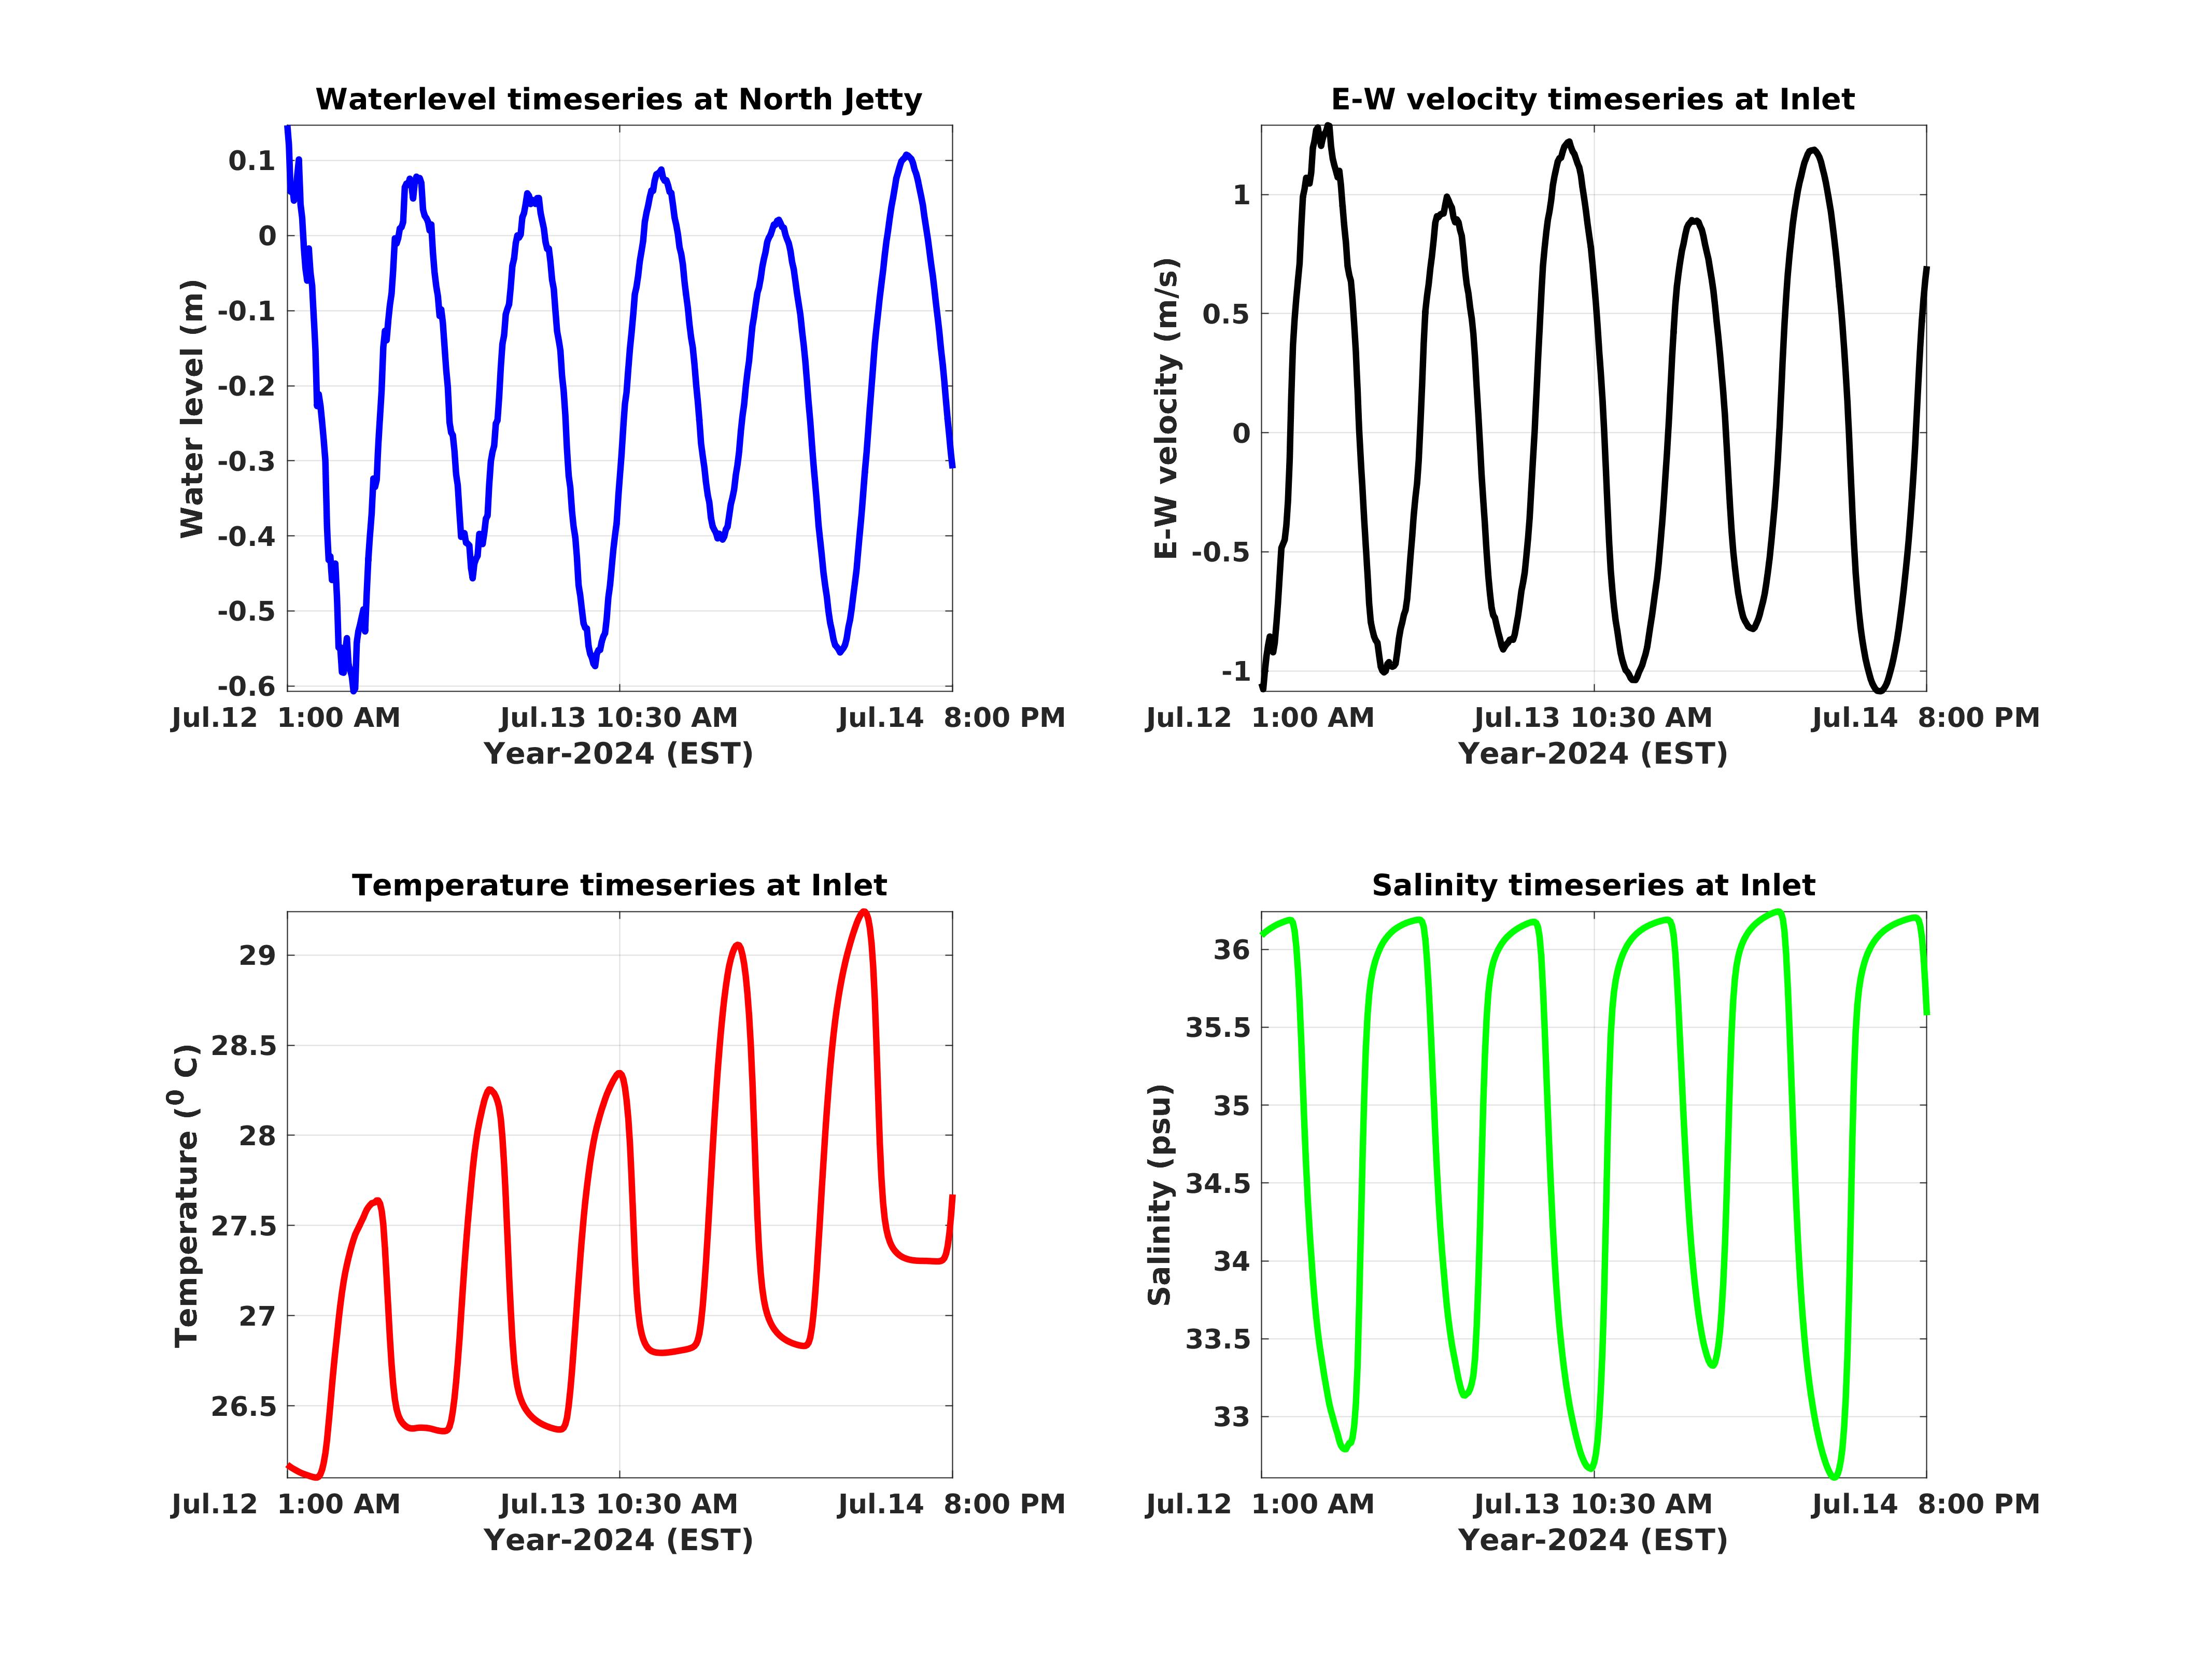 Waterlevel timeseries at North Jetty
0.1
0
-0.1
-0.2
-0.3
-0.4
-0.5
-0.6
Water level (m)
Jul.12 1:00 AM
Jul.13 10:30 AM
Jul.14 8:00 PM
Year-2024 (EST)
E-W velocity timeseries at Inlet
1
0.5
0
-0.5
-1
E-W velocity (m/s)
Jul.12 1:00 AM
Jul.13 10:30 AM
Jul.14 8:00 PM
Year-2024 (EST)
Temperature timeseries at Inlet
29
28.5
28
27.5
27
26.5
Temperature (⁰ C)
Jul.12 1:00 AM
Jul.13 10:30 AM
Jul.14 8:00 PM
Year-2024 (EST)
Salinity timeseries at Inlet
36
35.5
35
34.5
34
33.5
33
Salinity (psu)
Jul.12 1:00 AM
Jul.13 10:30 AM
Jul.14 8:00 PM
Year-2024 (EST)